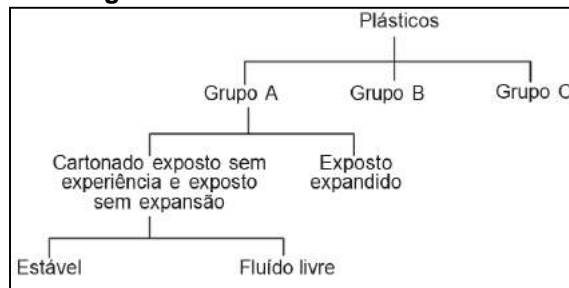 Plásticos
Grupo A
Grupo B
Grupo C
Cartonado exposto sem
experiência e exposto
sem expansão
Exposto
expandido
Estável
Fluído livre